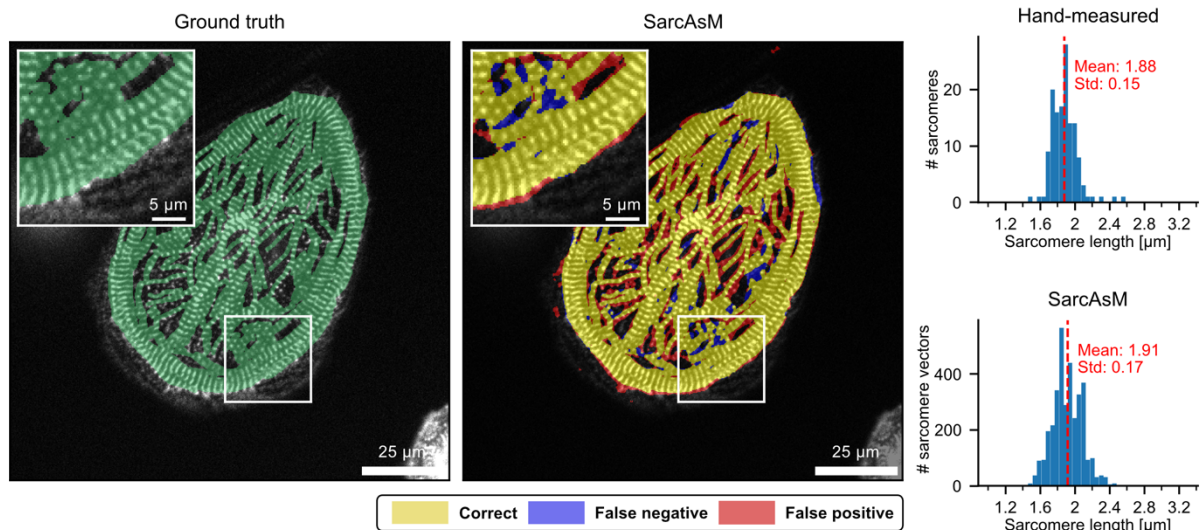 Ground truth
5 µm
25 µm
SarcAsM
5 µm
25 µm
Correct
False negative
False positive
Hand-measured
# sarcomeres
20
10
0
Mean: 1.88
Std: 0.15
1.2 1.6 2 2.4 2.8 3.2
Sarcomere length [µm]
SarcAsM
# sarcomere vectors
400
200
0
Mean: 1.91
Std: 0.17
1.2 1.6 2 2.4 2.8 3.2
Sarcomere length [µm]